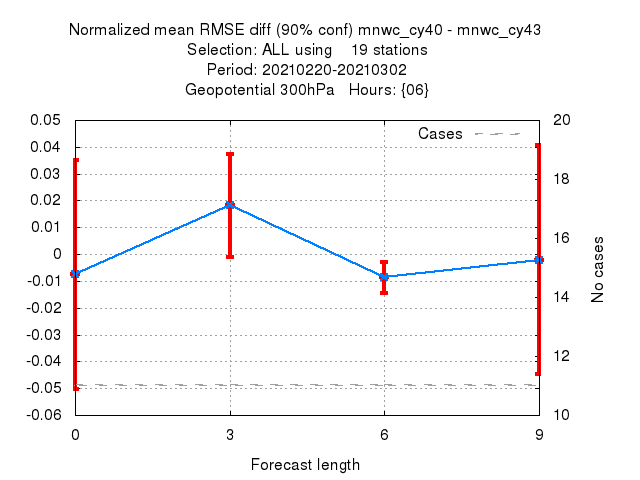 Normalized mean RMSE diff (90% conf) mnwc_cy40 - mnwc_cy43
Selection: ALL using    19 stations
Period: 20210220-20210302
Geopotential 300hPa   Hours: {06}
Cases
0.05
0.04
0.03
0.02
0.01
0
-0.01
-0.02
-0.03
-0.04
-0.05
-0.06
20
18
16
14
12
10
No cases
0 3 6 9
Forecast length